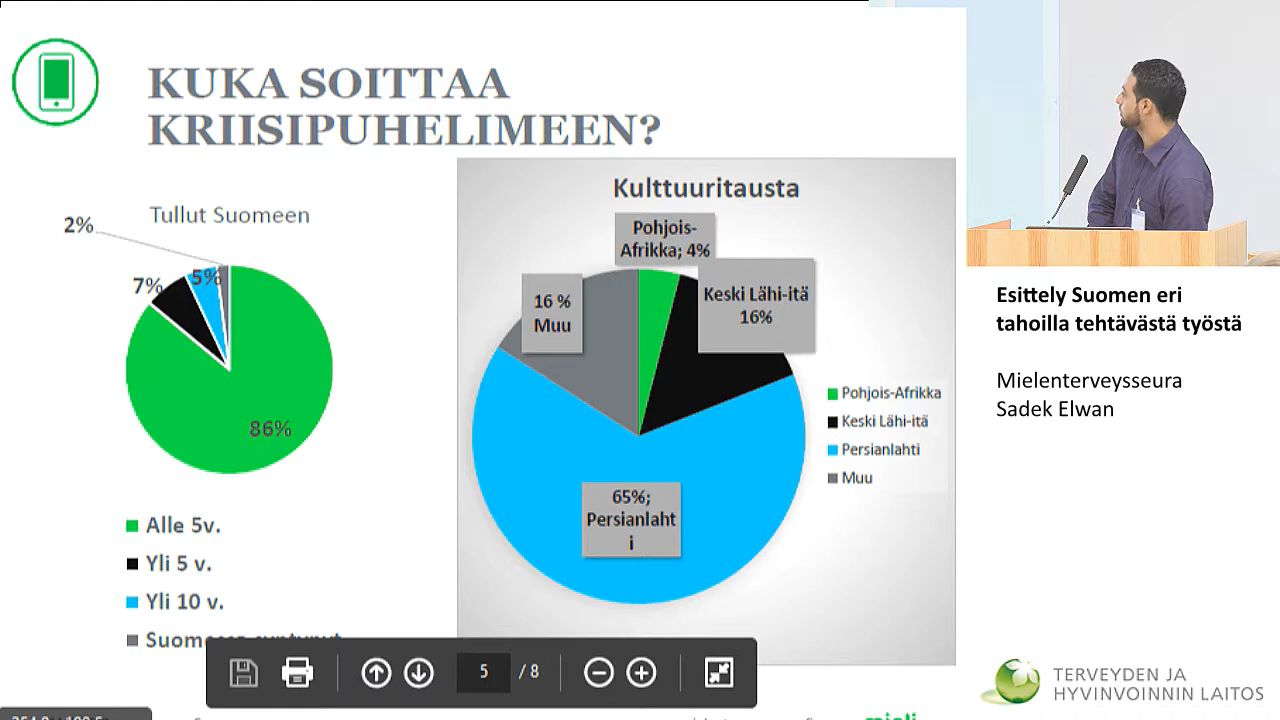 KUKA SOITTAA
KRIISIPUHELIMEEN?
Tullut Suomeen
2%
7%
5%
86%
Alle 5v.
Yli 5 v.
Yli 10 v.
Kulttuuritausta
Pohjois-
Afrikka; 4%
Keski Lähi-itä
16%
16 %
Muu
65%;
Persianlaht
i
Pohjois-Afrikka
Keski Lähi-itä
Persianlahti
Muu
5 / 8
Esittely Suomen eri
tahoilla tehtävästä työstä
Mielenterveysseura
Sadek Elwan
TERVEYDEN JA
HYVINVOINNIN LAITOS